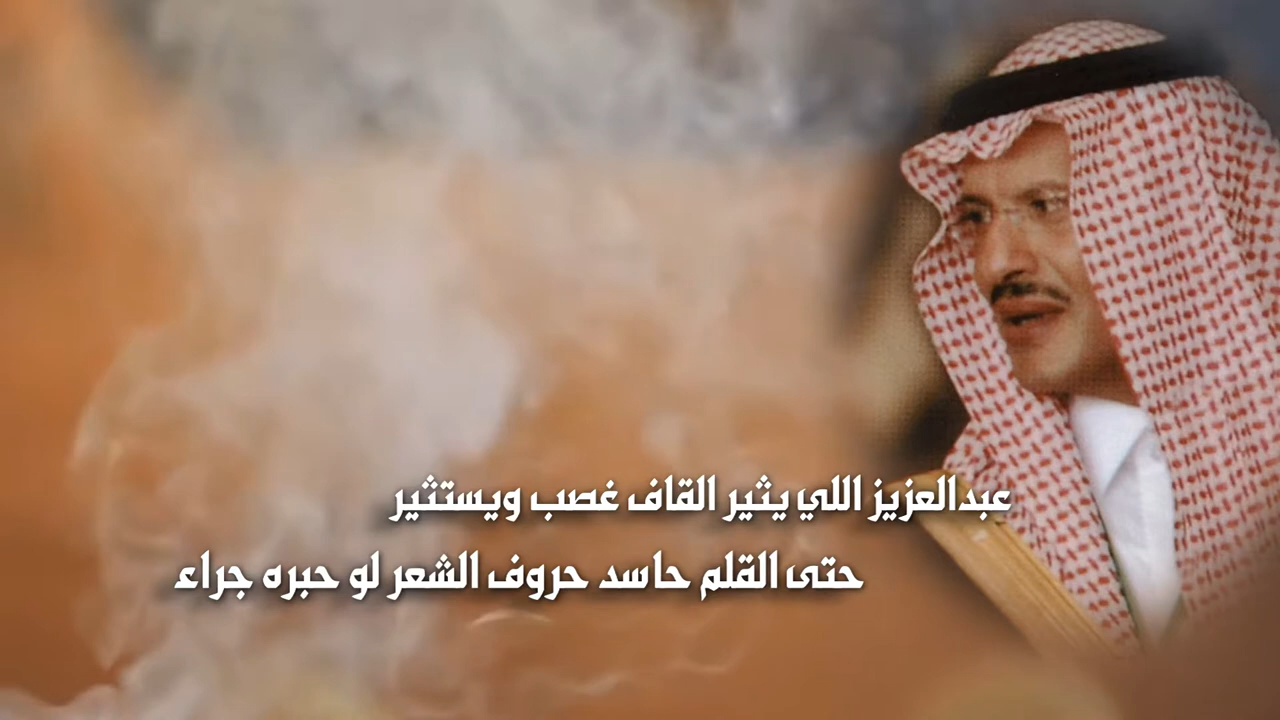 عبدالعزيز اللي يثير القاف غصب ويستثير
حتى القلم حاسد حروف الشعر لو حبره جراء